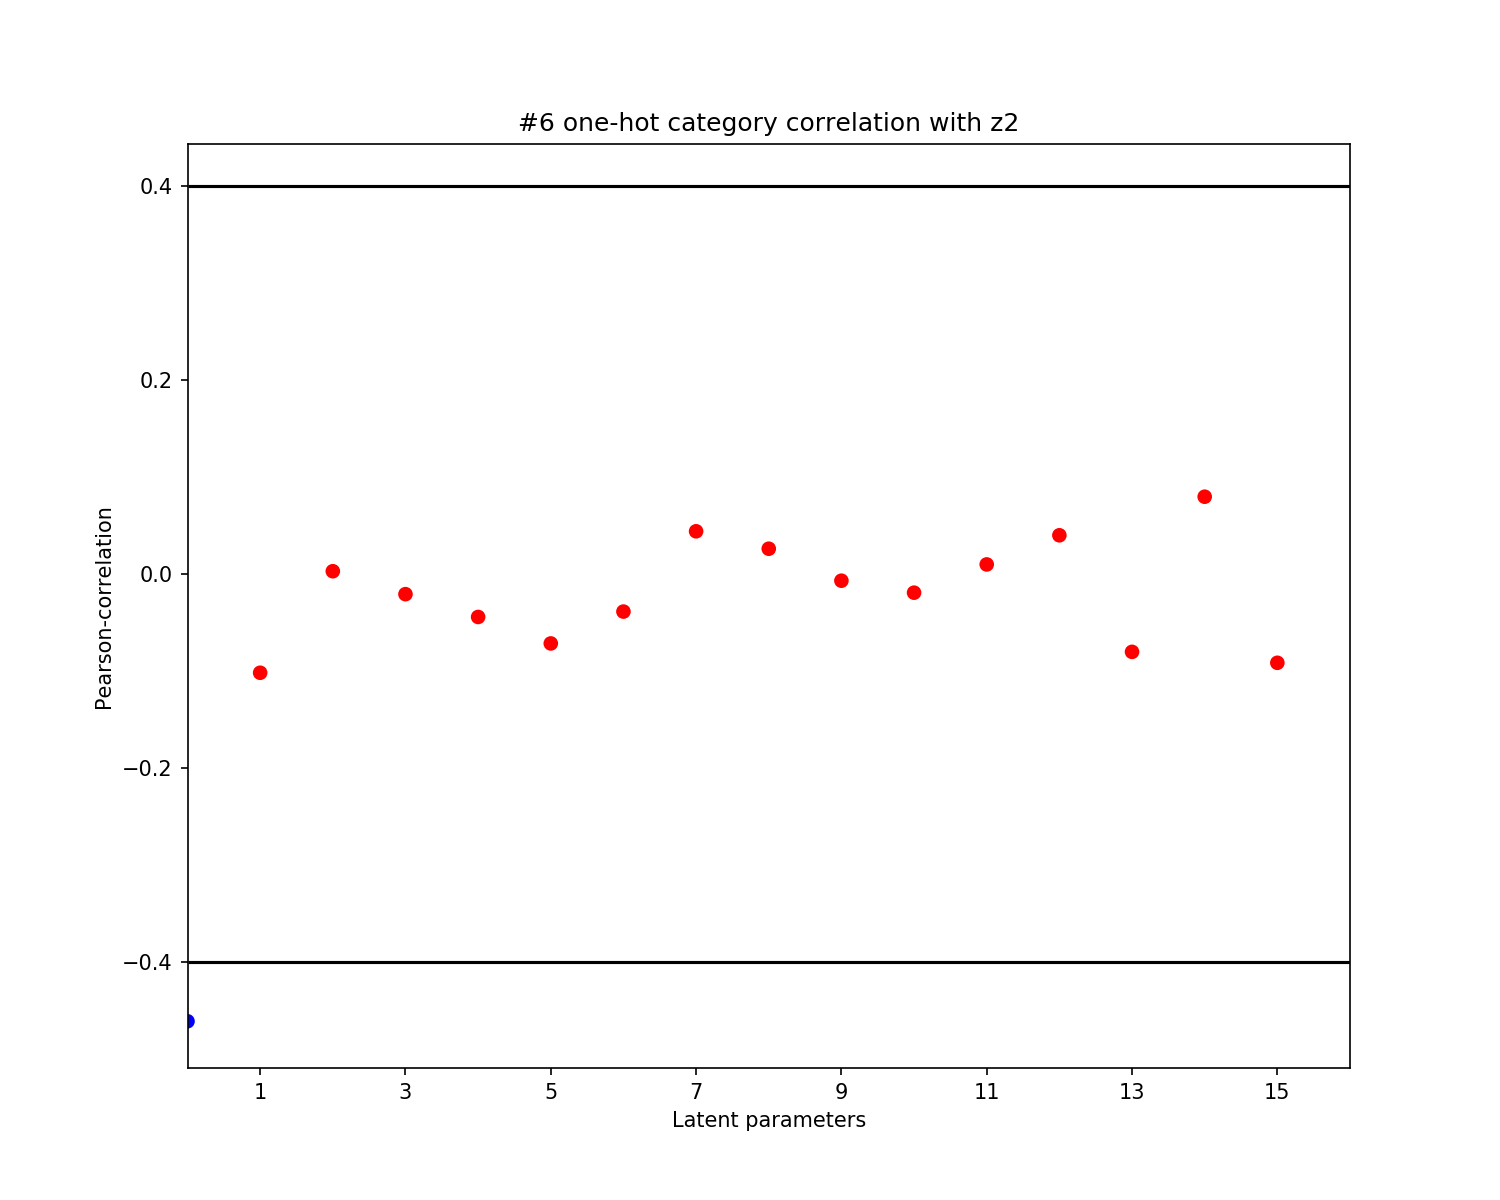 #6 one-hot category correlation with z2
0.4
0.2
0.0
−0.2
−0.4
Pearson-correlation
1 3 5 7 9 11 13 15
Latent parameters